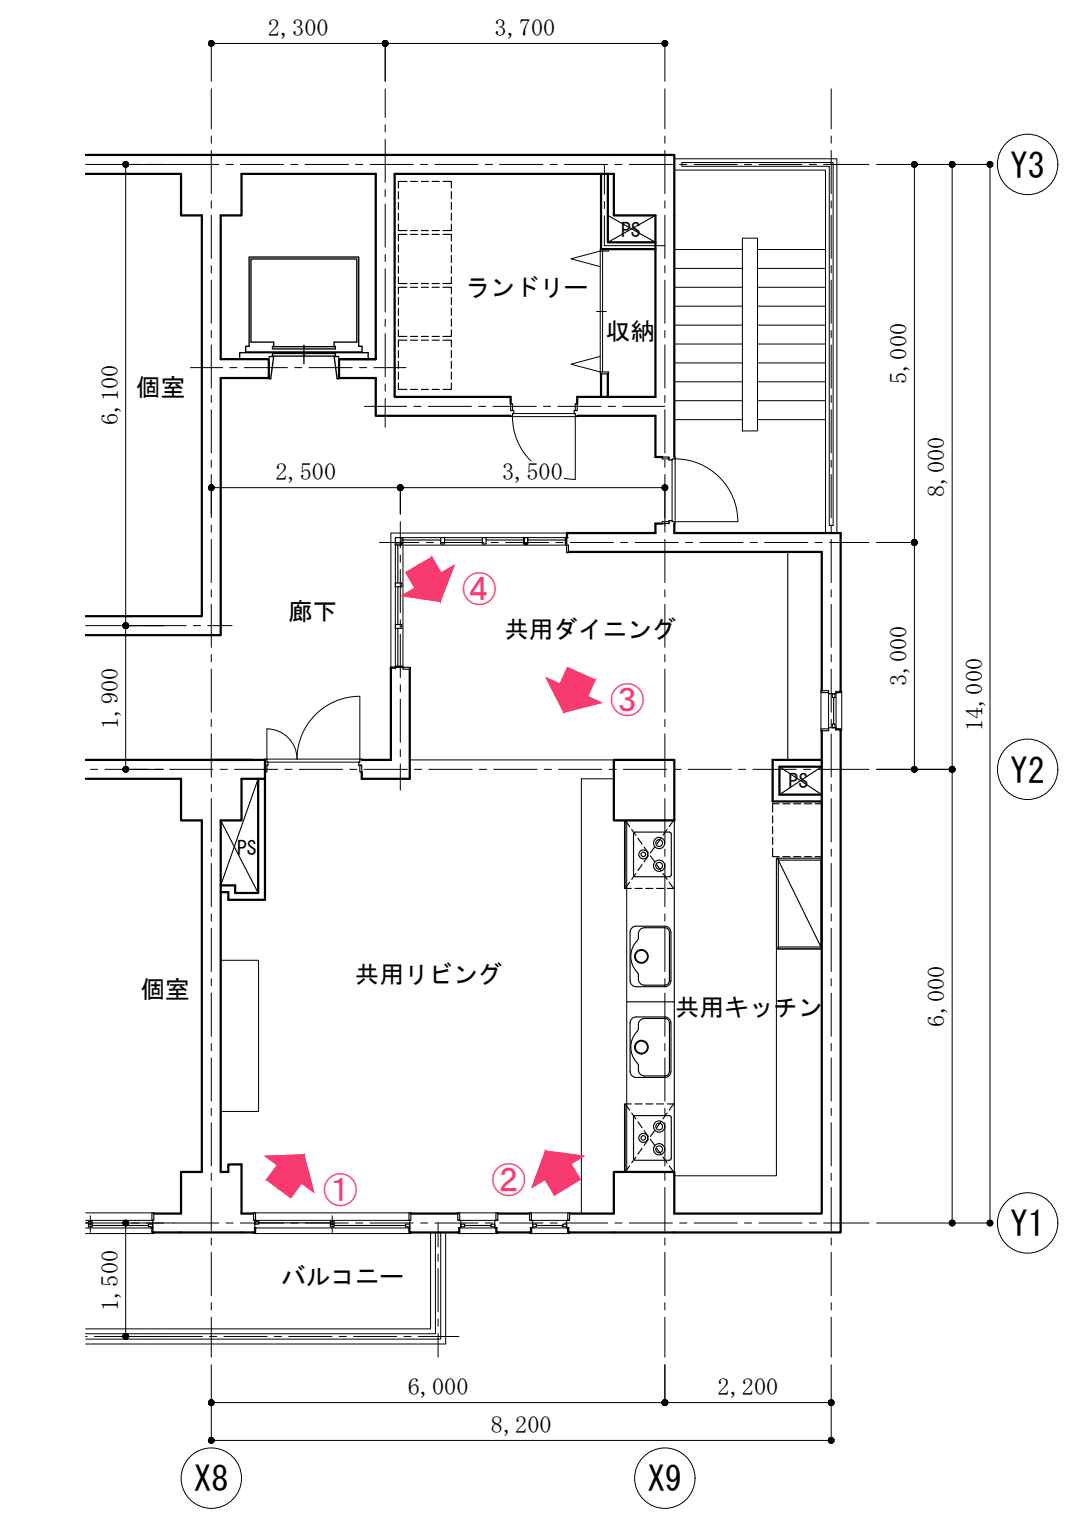 2,300
3,700
Y3
PS
ランドリー
収納
5,000
6,100
個室
8,000
2,500
3,500
④
廊下
共用ダイニング
3,000
1,900
③
14,000
Y2
PS
PS
共用リビング
個室
共用キッチン
6,000
②
①
Y1
1,500
バルコニー
6,000
2,200
8,200
X8
X9